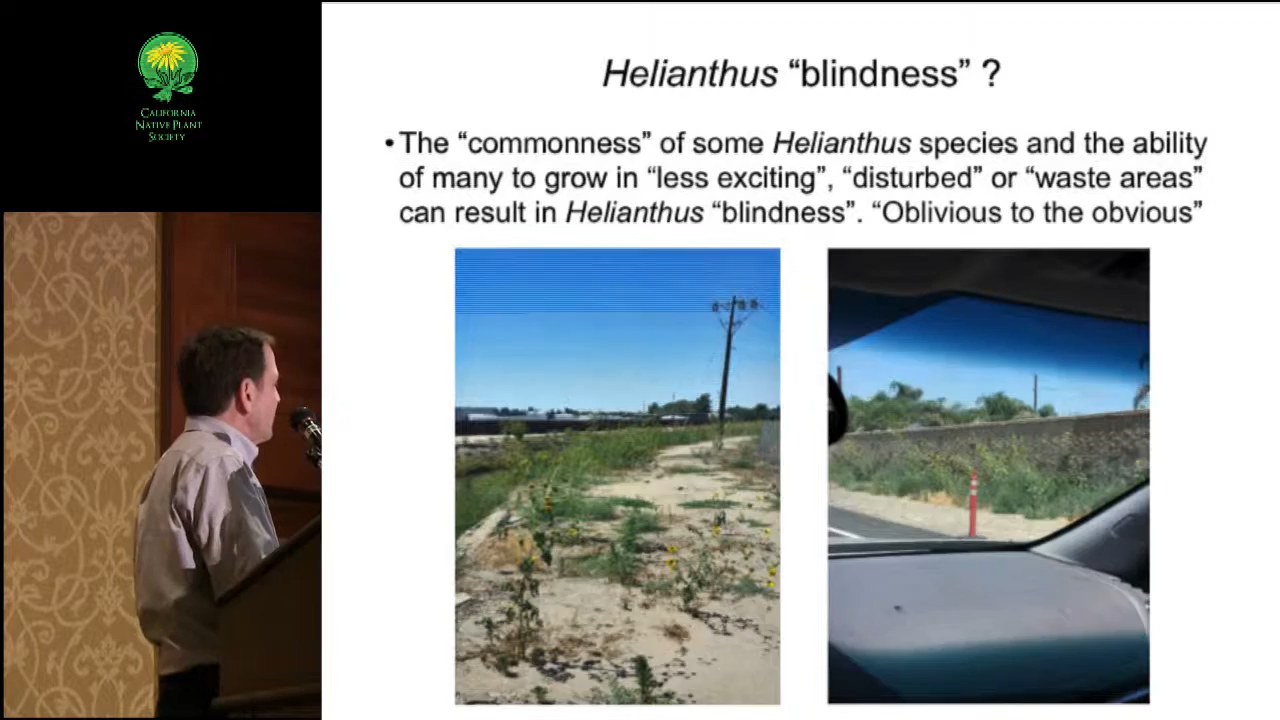 CALIFORNIA
NATIVE PLANT
SOCIETY
Helianthus “blindness” ?
• The “commonness” of some Helianthus species and the ability
of many to grow in “less exciting”, “disturbed” or “waste areas”
can result in Helianthus “blindness”. “Oblivious to the obvious”